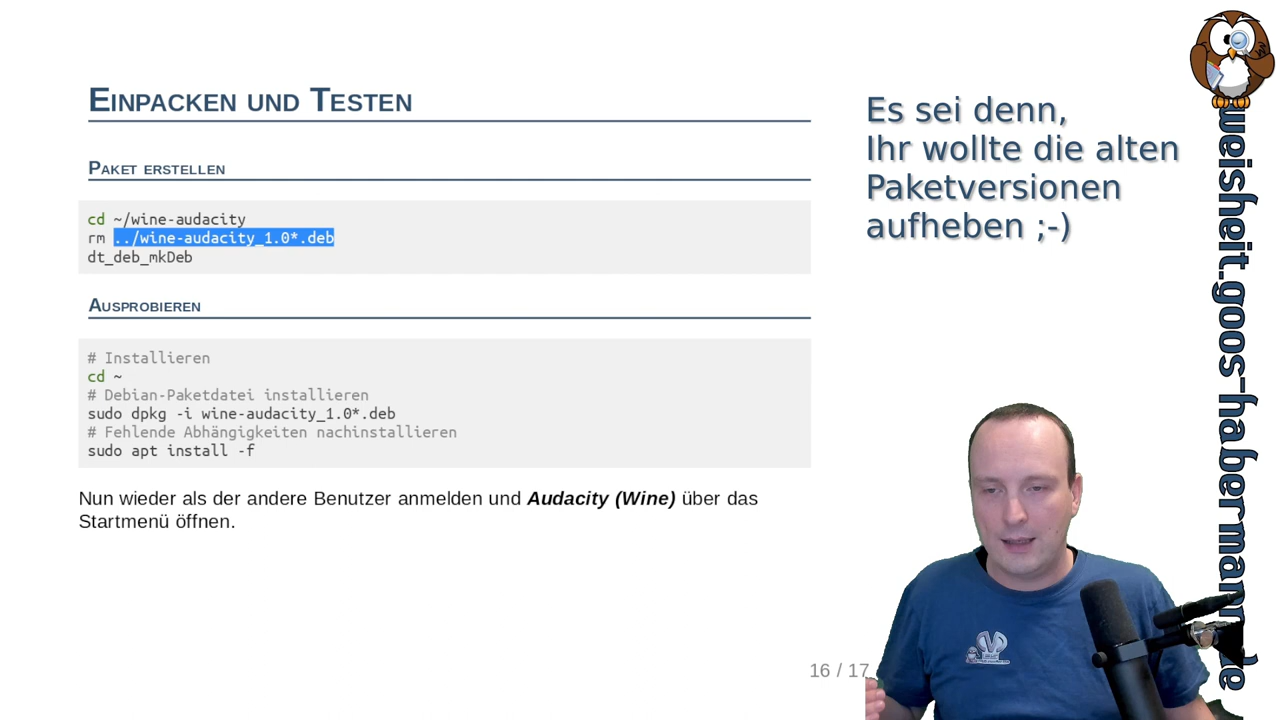 Einpacken und Testen
Paket erstellen
cd ~/wine-audacity
rm ../wine-audacity_1.0*.deb
dt_deb_mkDeb
Ausprobieren
# Installieren
cd ~
# Debian-Paketdatei installieren
sudo dpkg -i wine-audacity_1.0*.deb
# Fehlende Abhängigkeiten nachinstallieren
sudo apt install -f
Nun wieder als der andere Benutzer anmelden und Audacity (Wine) über das
Startmenü öffnen.
16 / 17
Es sei denn,
Ihr wollte die alten
Paketversionen
aufheben ;-)
weisheit.goos-habermann.de